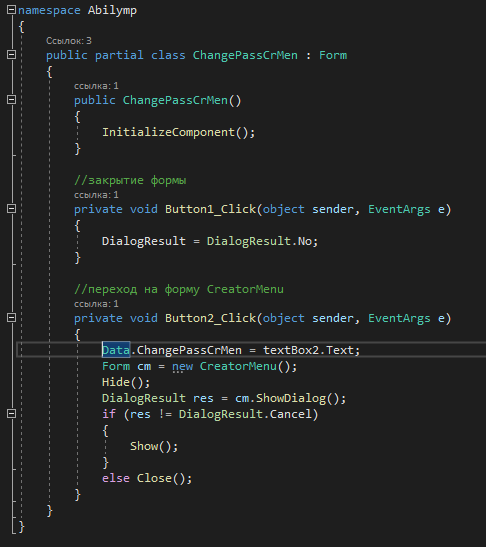 namespace Abilymp
{
Ссылок: 3
public partial class ChangePassCrMen : Form
{
ссылка: 1
public ChangePassCrMen()
{
InitializeComponent();
}
//закрытие формы
ссылка: 1
private void Button1_Click(object sender, EventArgs e)
{
DialogResult = DialogResult.No;
}
//переход на форму CreatorMenu
ссылка: 1
private void Button2_Click(object sender, EventArgs e)
{
Data.ChangePassCrMen = textBox2.Text;
Form cm = new CreatorMenu();
Hide();
DialogResult res = cm.ShowDialog();
if (res != DialogResult.Cancel)
{
Show();
}
else Close();
}
}
}